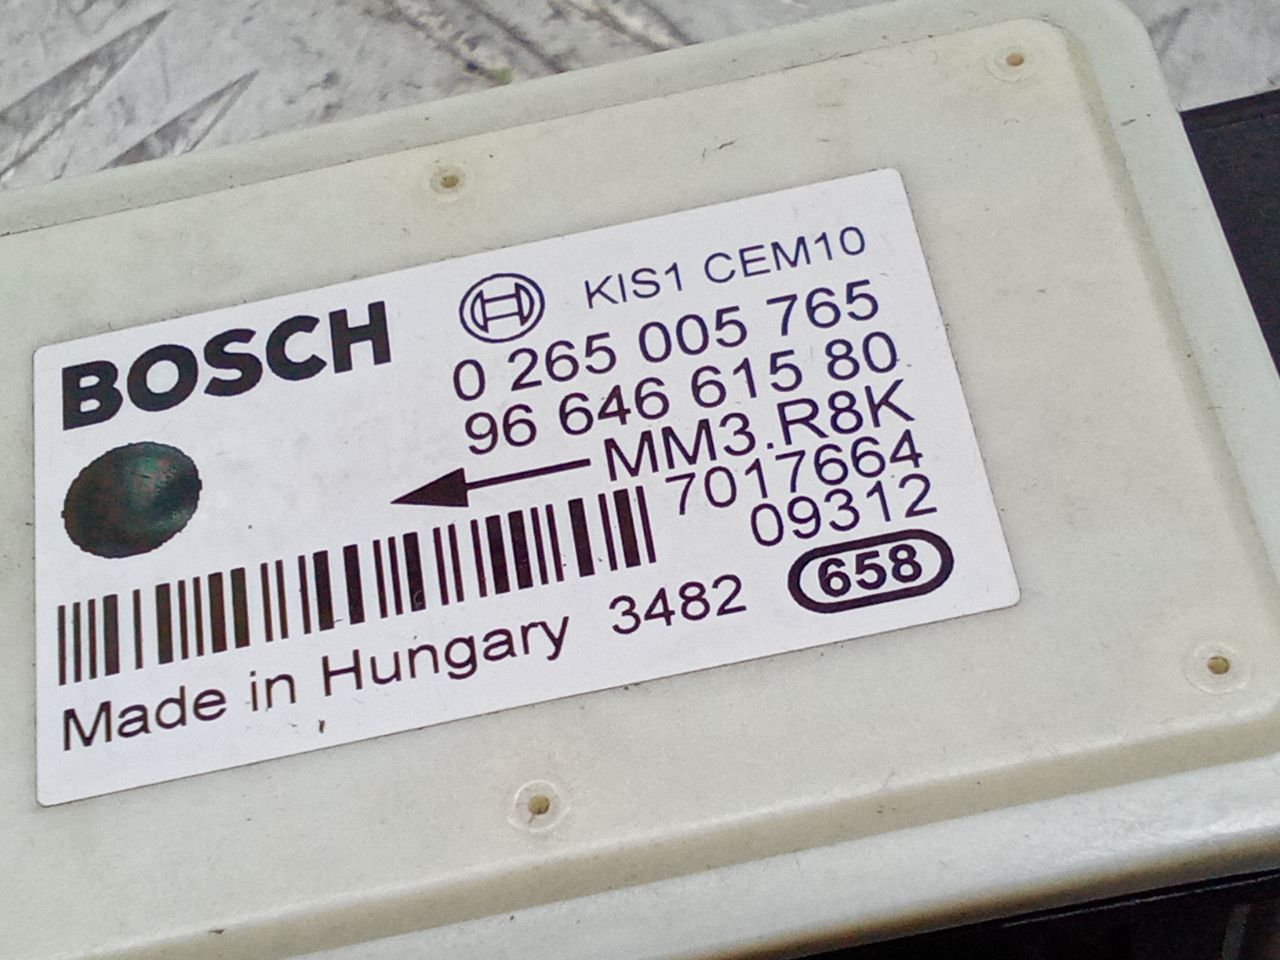 KIS1 CEM10
BOSCH
0 265 005 765
96 646 615 80
MM3.R8K
7017664
09312
658
Made in Hungary 3482